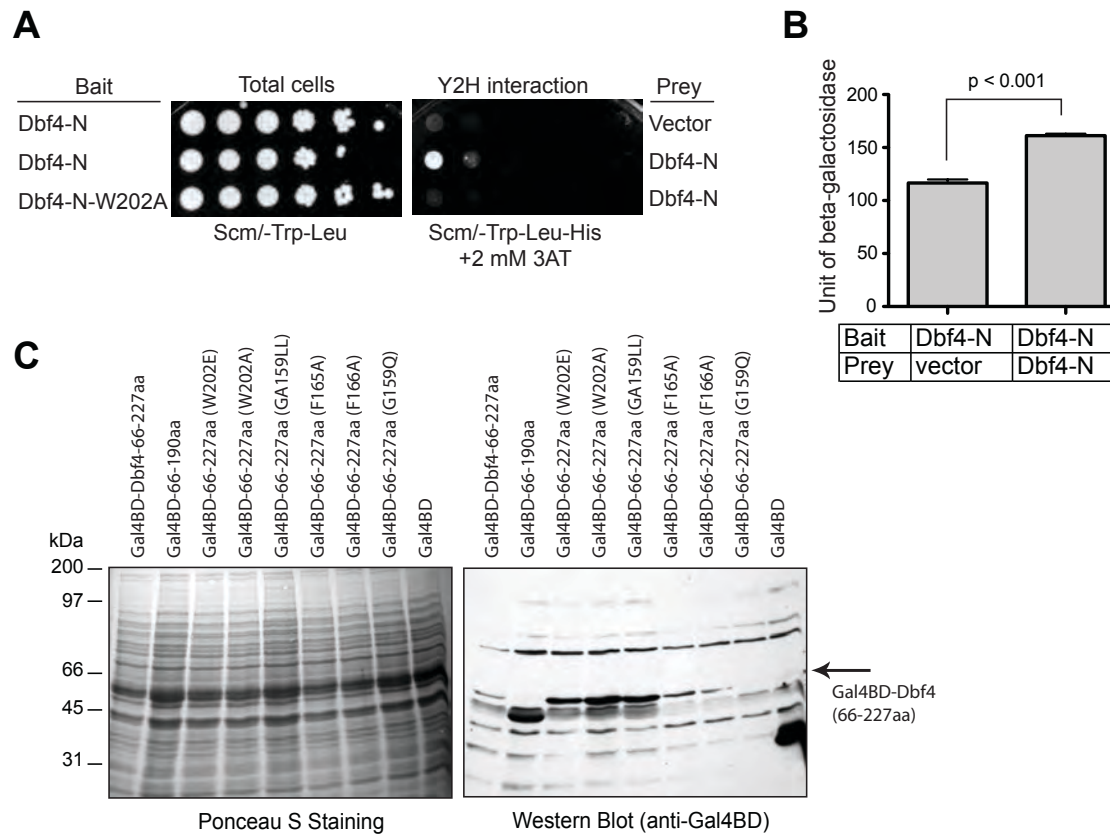 A
Bait
Total cells
Y2H interaction
Prey
Dbf4-N
Vector
Dbf4-N
Dbf4-N
Dbf4-N-W202A
Dbf4-N
Scm/-Trp-Leu
Scm/-Trp-Leu-His
+2 mM 3AT
B
p < 0.001
Unit of beta-galactosidase
200
150
100
50
0
Bait Dbf4-N Dbf4-N
Prey vector Dbf4-N
C
Gal4BD-Dbf4-66-227aa
Gal4BD-66-190aa
Gal4BD-66-227aa (W202E)
Gal4BD-66-227aa (W202A)
Gal4BD-66-227aa (GA159LL)
Gal4BD-66-227aa (F165A)
Gal4BD-66-227aa (F166A)
Gal4BD-66-227aa (G159Q)
Gal4BD
Gal4BD-Dbf4-66-227aa
Gal4BD-66-190aa
Gal4BD-66-227aa (W202E)
Gal4BD-66-227aa (W202A)
Gal4BD-66-227aa (GA159LL)
Gal4BD-66-227aa (F165A)
Gal4BD-66-227aa (F166A)
Gal4BD-66-227aa (G159Q)
Gal4BD
kDa
200
97
66
45
31
Gal4BD-Dbf4
(66-227aa)
Ponceau S Staining
Western Blot (anti-Gal4BD)